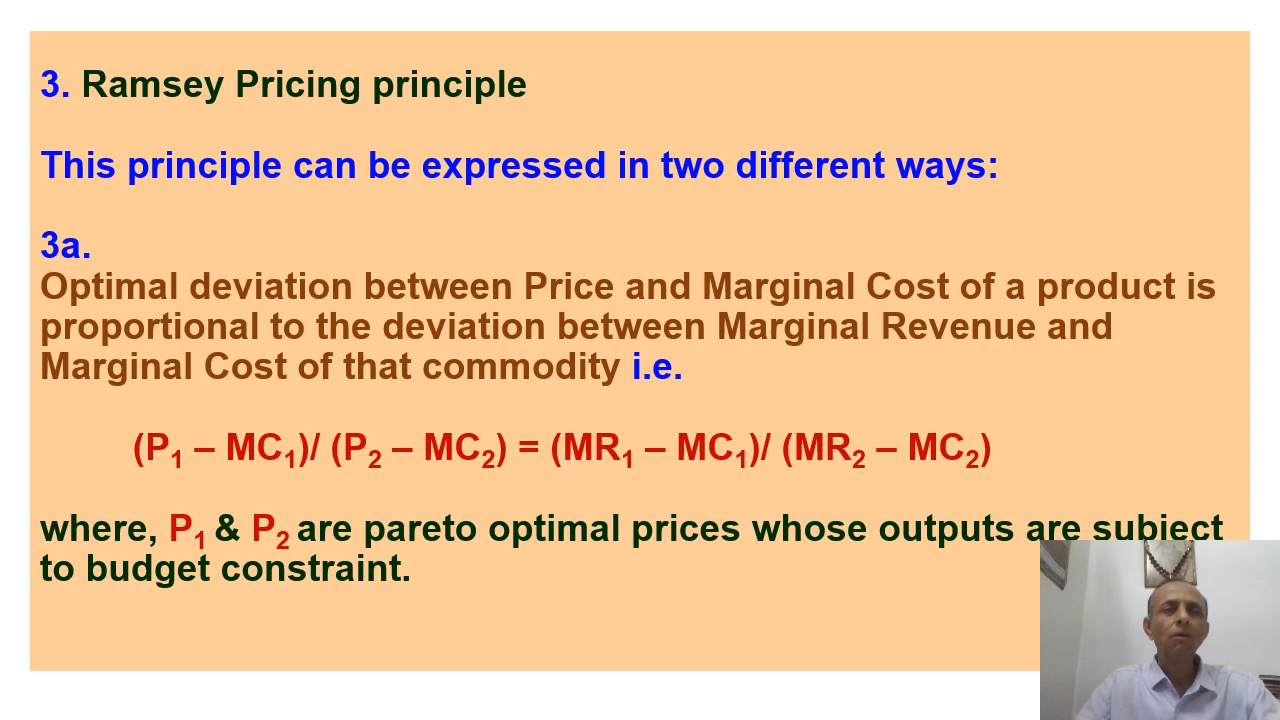 3. Ramsey Pricing principle
This principle can be expressed in two different ways:
3a.
Optimal deviation between Price and Marginal Cost of a product is
proportional to the deviation between Marginal Revenue and
Marginal Cost of that commodity i.e.
(P₁ – MC₁)/ (P₂ – MC₂) = (MR₁ – MC₁)/ (MR₂ – MC₂)
where, P₁ & P₂ are pareto optimal prices whose outputs are subject
to budget constraint.